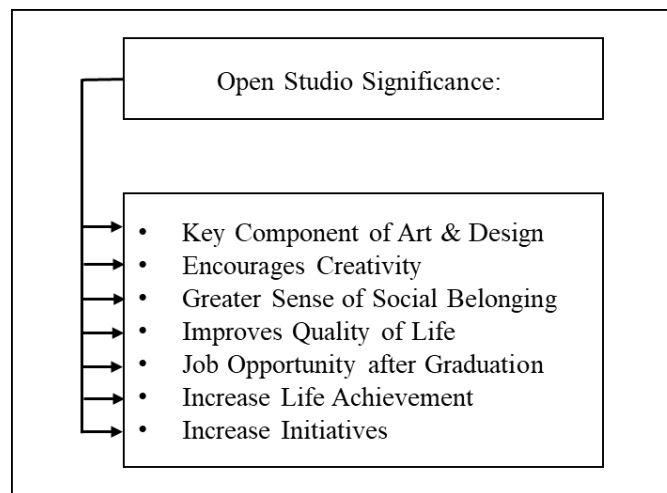 Open Studio Significance:
• Key Component of Art & Design
• Encourages Creativity
• Greater Sense of Social Belonging
• Improves Quality of Life
• Job Opportunity after Graduation
• Increase Life Achievement
• Increase Initiatives